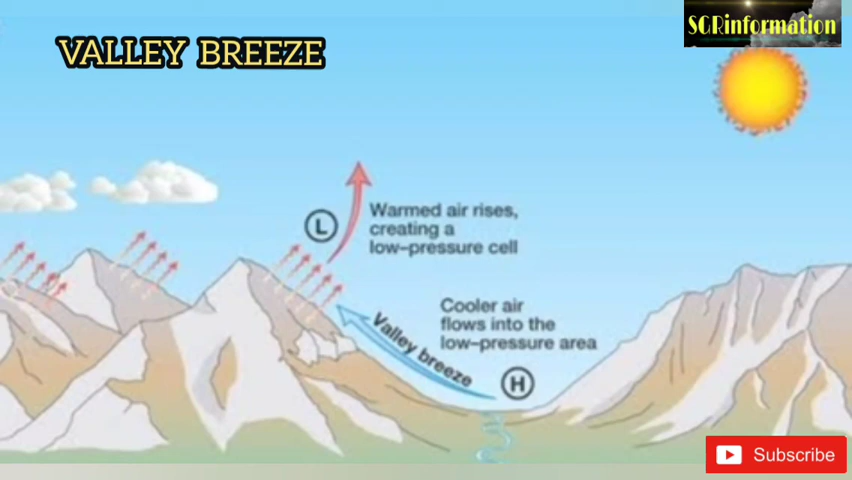 SGRinformation
VALLEY BREEZE
L
Warmed air rises,
creating a
low-pressure cell
Cooler air
flows into the
low-pressure area
Valley breeze
H
Subscribe